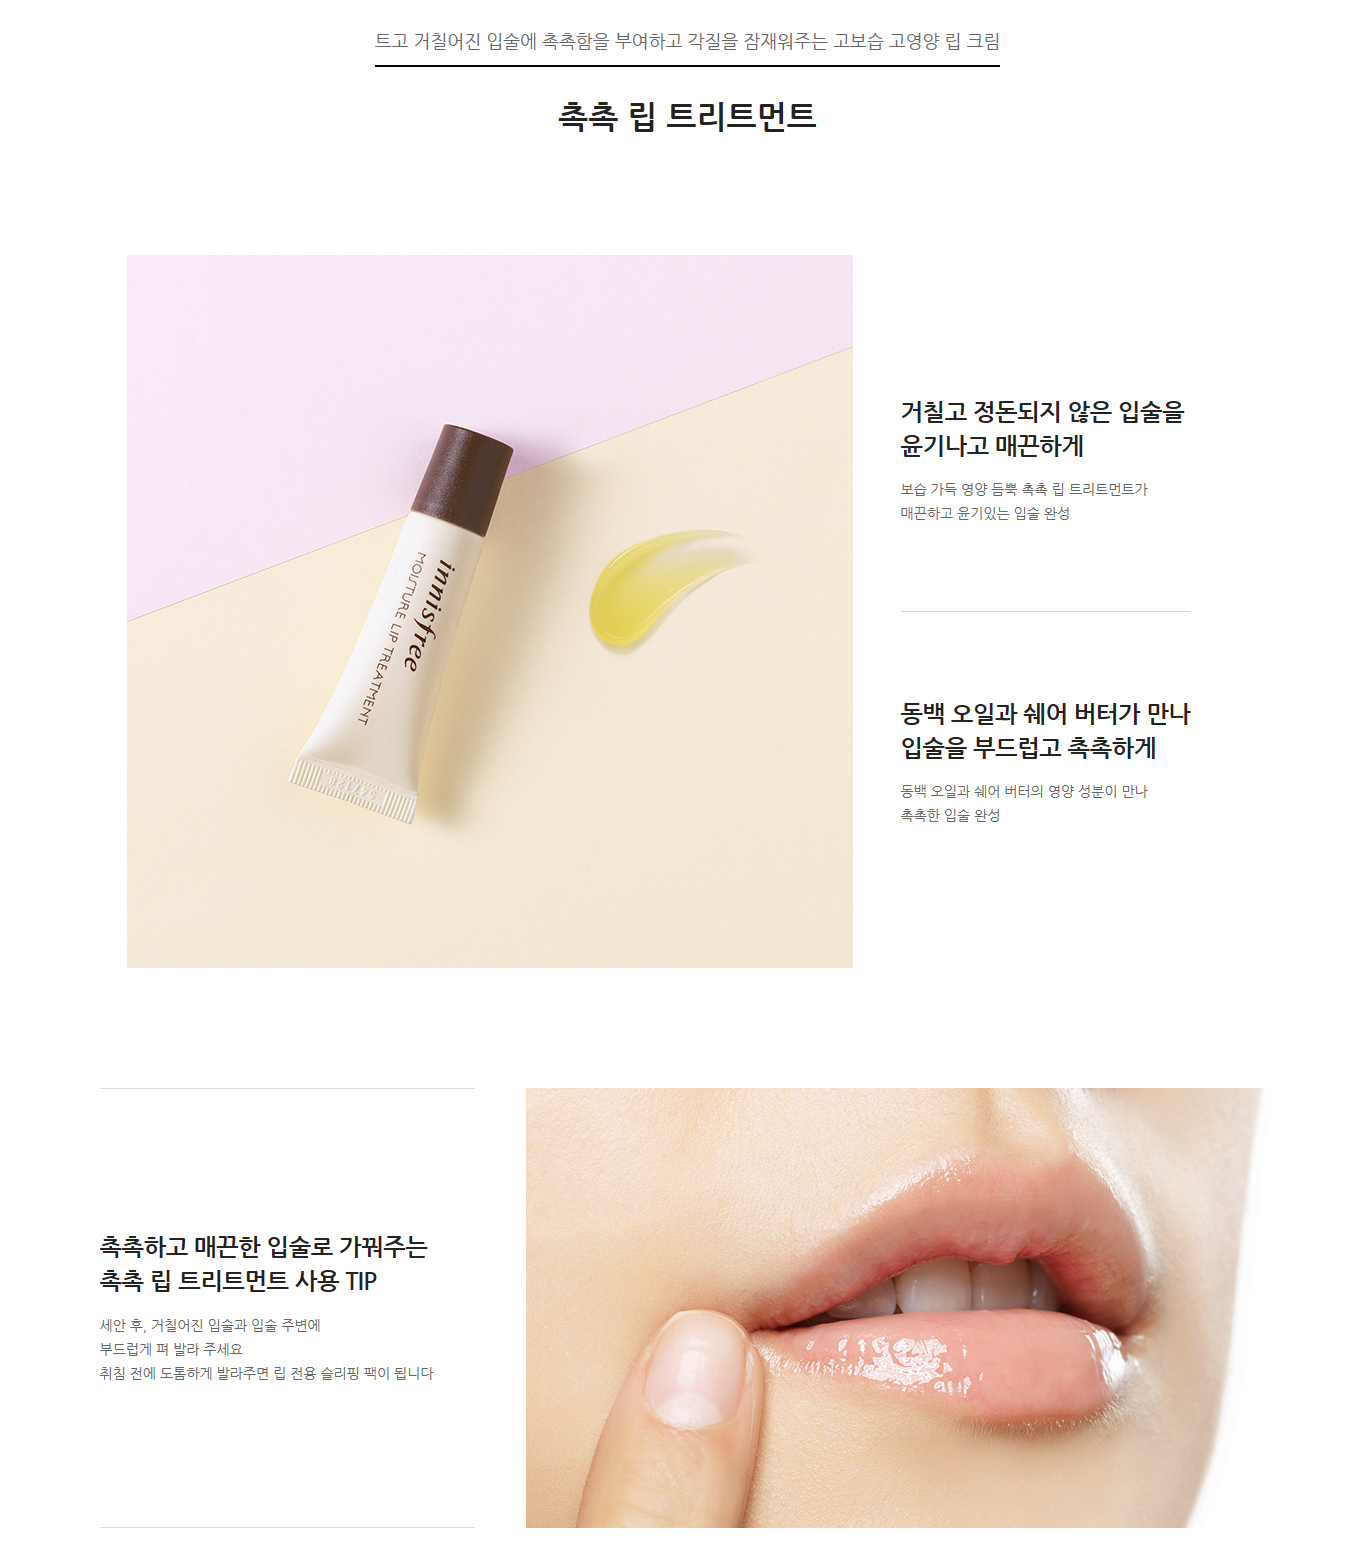 트고 거칠어진 입술에 촉촉함을 부여하고 각질을 잠재워주는 고보습 고영양 립 크림
촉촉 립 트리트먼트
innisfree
MOISTURE LIP TREATMENT
거칠고 정돈되지 않은 입술을
윤기나고 매끈하게
보습 가득 영양 듬뿍 촉촉 립 트리트먼트가
매끈하고 윤기있는 입술 완성
동백 오일과 쉐어 버터가 만나
입술을 부드럽고 촉촉하게
동백 오일과 쉐어 버터의 영양 성분이 만나
촉촉한 입술 완성
촉촉하고 매끈한 입술로 가꿔주는
촉촉 립 트리트먼트 사용 TIP
세안 후, 거칠어진 입술과 입술 주변에
부드럽게 펴 발라 주세요
취침 전에 도톰하게 발라주면 립 전용 슬리핑 팩이 됩니다